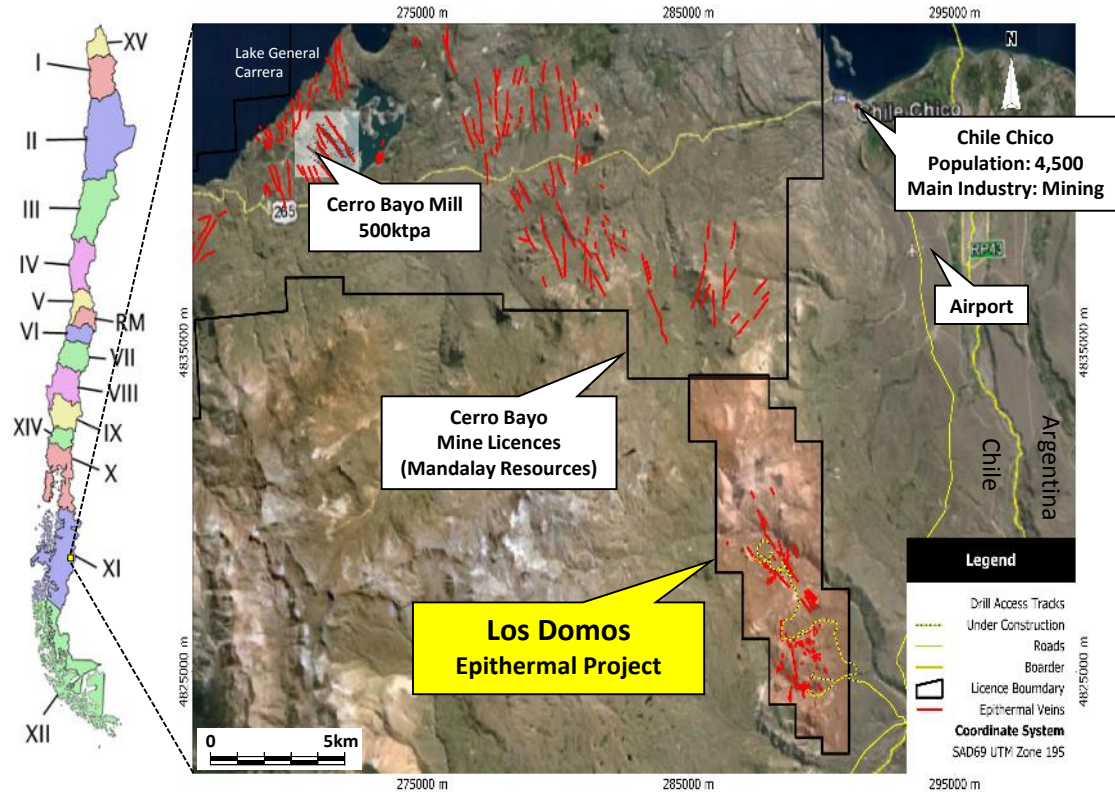 XV
I
II
III
IV
V
RM
VI
VII
VIII
XIV
IX
X
XI
XII
275000 m
285000 m
295000 m
Lake General
Carrera
N
Chile Chico
Chile Chico
Population: 4,500
Main Industry: Mining
Cerro Bayo Mill
500ktpa
265
RP43
Airport
4835000 m
4835000 m
Cerro Bayo
Mine Licences
(Mandalay Resources)
Chile
Argentina
Los Domos
Epithermal Project
4825000 m
4825000 m
Legend
Drill Access Tracks
Under Construction
Roads
Boarder
Licence Boundary
Epithermal Veins
Coordinate System
SAD69 UTM Zone 19S
0
5km
275000 m
285000 m
295000 m